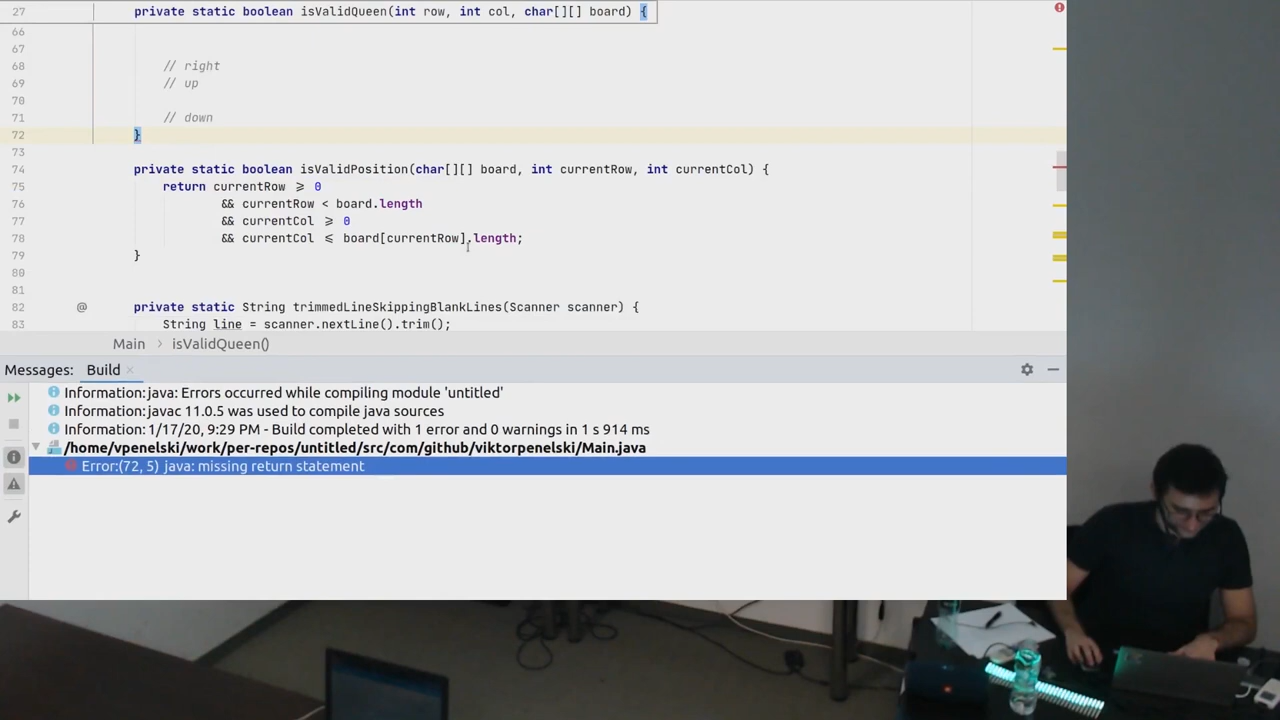 27 private static boolean isValidQueen(int row, int col, char[][] board) {
66
67
68 // right
69 // up
70
71 // down
72 }
73
74 private static boolean isValidPosition(char[][] board, int currentRow, int currentCol) {
75 return currentRow ⩾ 0
76 && currentRow < board.length
77 && currentCol ⩾ 0
78 && currentCol ⩽ board[currentRow].length;
79 }
80
81
82 @ private static String trimmedLineSkippingBlankLines(Scanner scanner) {
83 String line = scanner.nextLine().trim();
Main › isValidQueen()
Messages: Build ×
Information: java: Errors occurred while compiling module 'untitled'
Information: javac 11.0.5 was used to compile java sources
Information: 1/17/20, 9:29 PM - Build completed with 1 error and 0 warnings in 1 s 914 ms
/home/vpenelski/work/per-repos/untitled/src/com/github/viktorpenelski/Main.java
Error:(72, 5) java: missing return statement